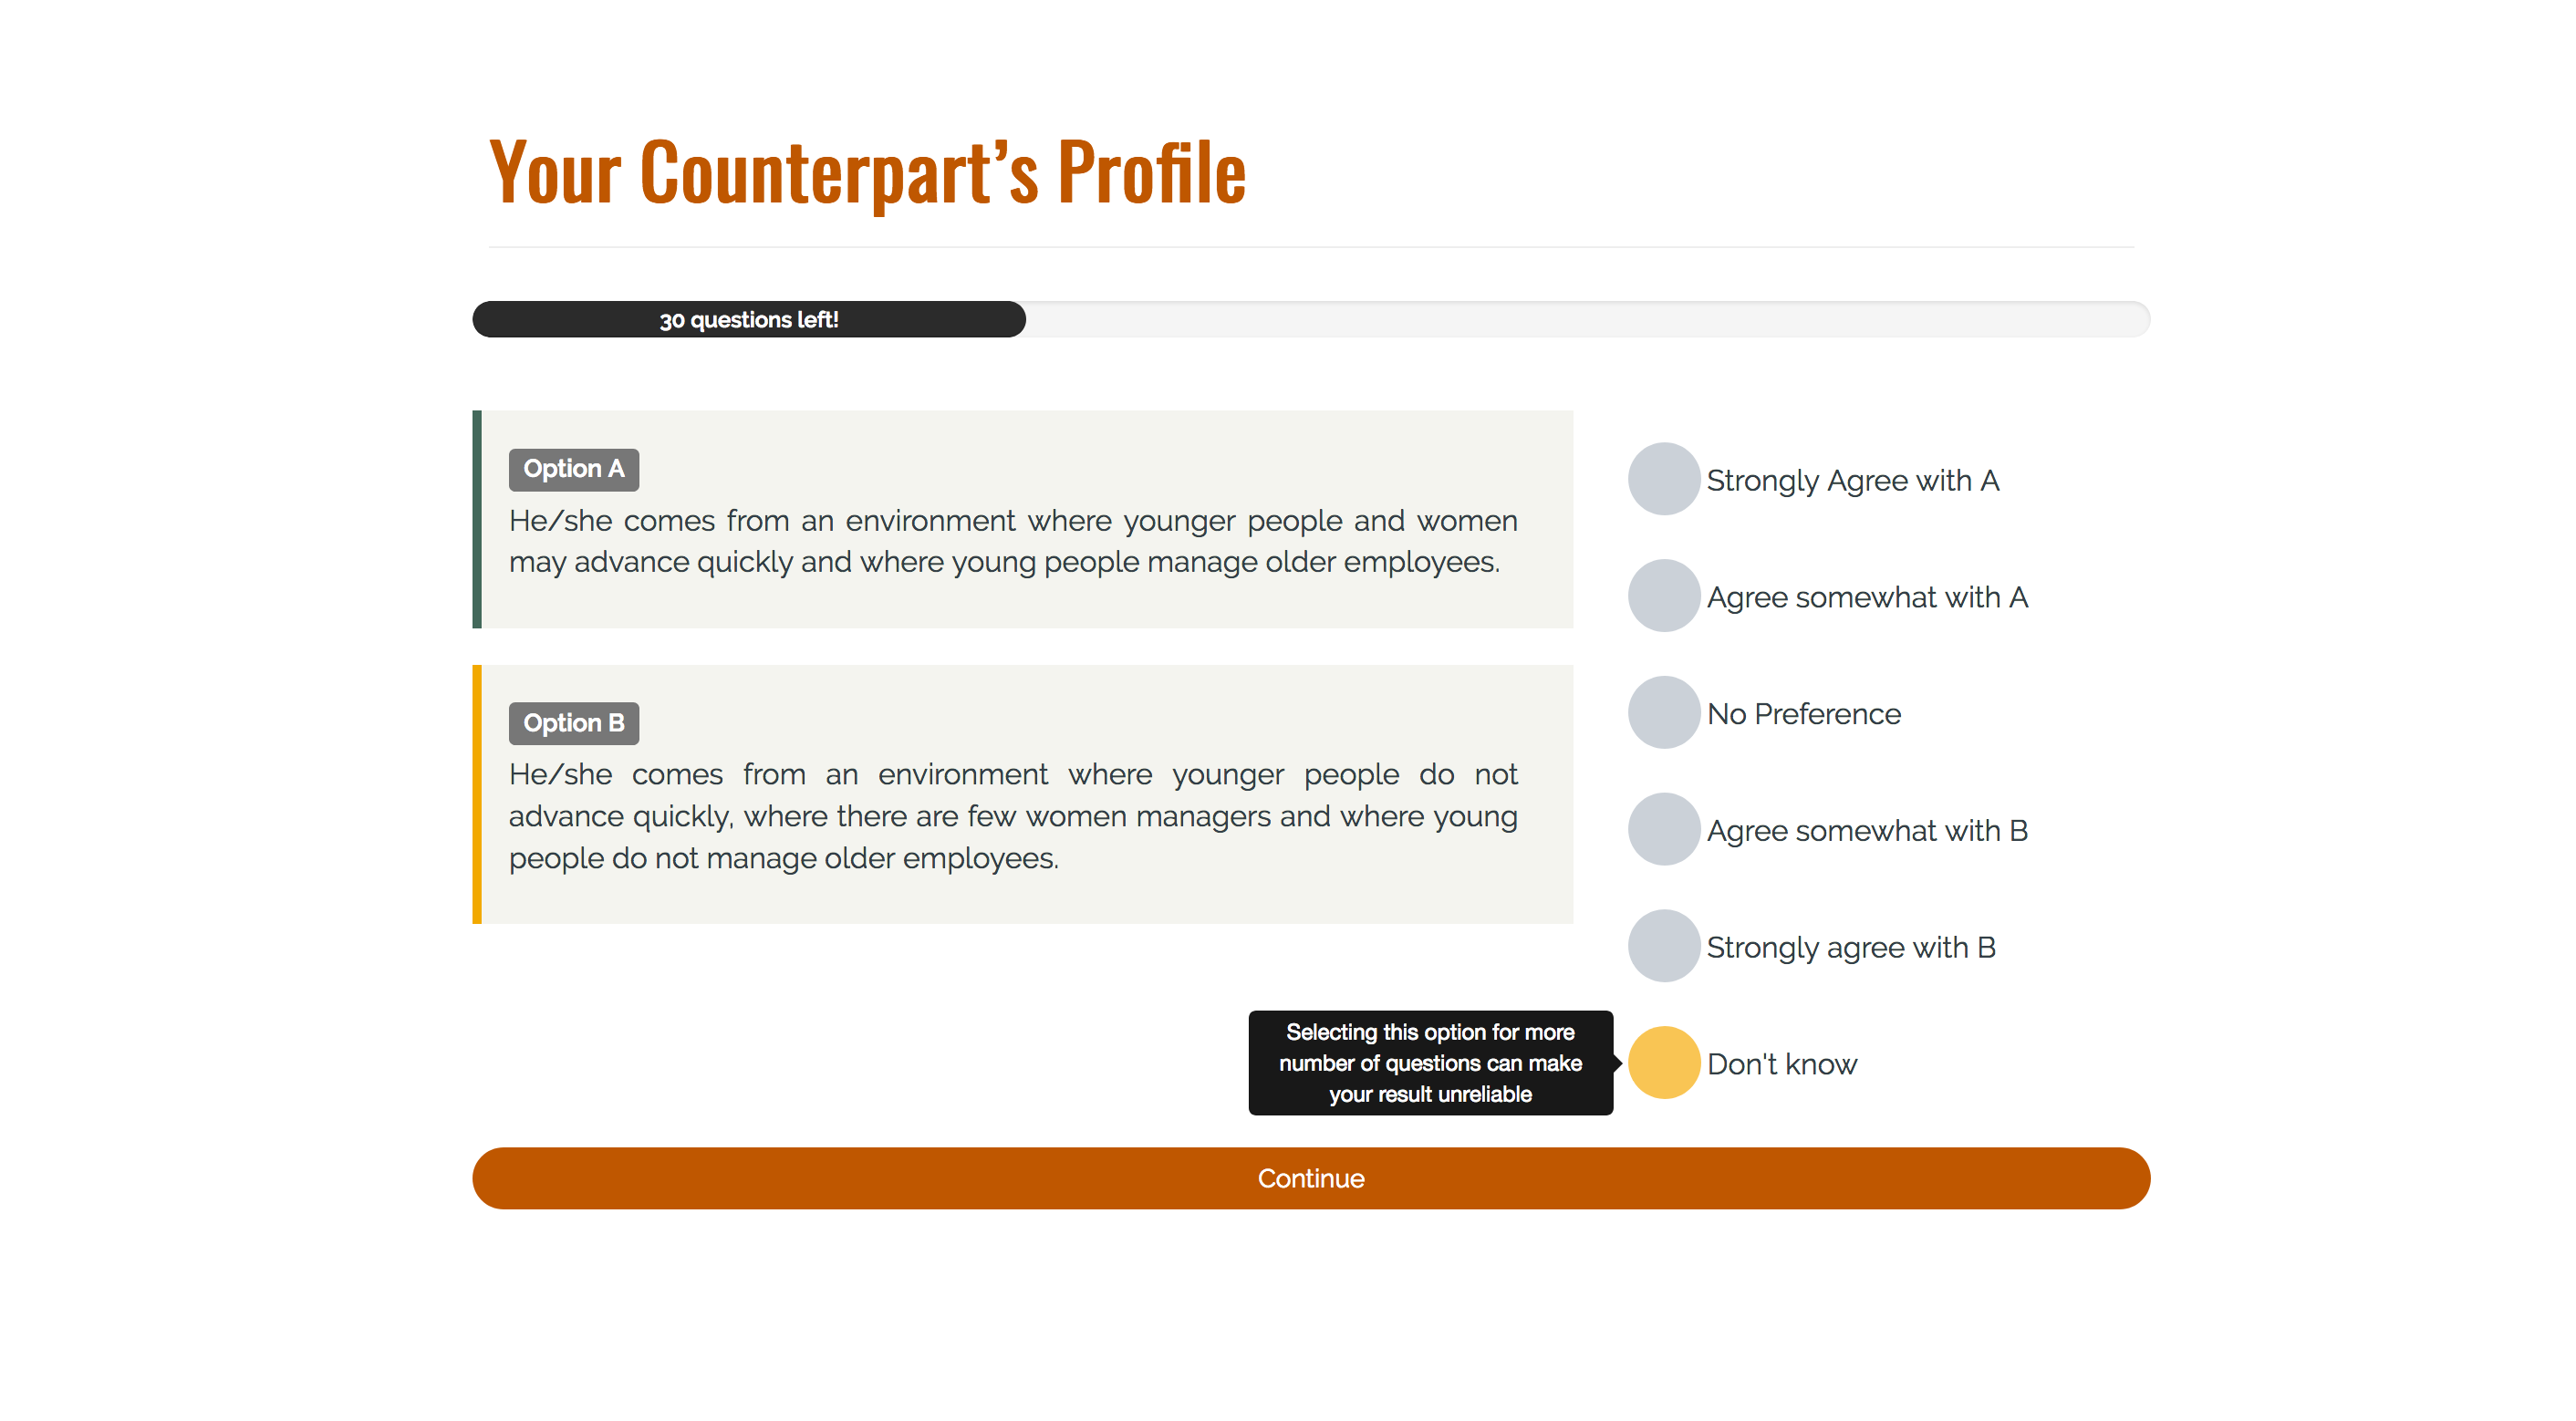 Your Counterpart’s Profile
30 questions left!
Option A
He/she comes from an environment where younger people and women
may advance quickly and where young people manage older employees.
Option B
He/she comes from an environment where younger people do not
advance quickly, where there are few women managers and where young
people do not manage older employees.
Strongly Agree with A
Agree somewhat with A
No Preference
Agree somewhat with B
Strongly agree with B
Selecting this option for more
number of questions can make
your result unreliable
Don't know
Continue